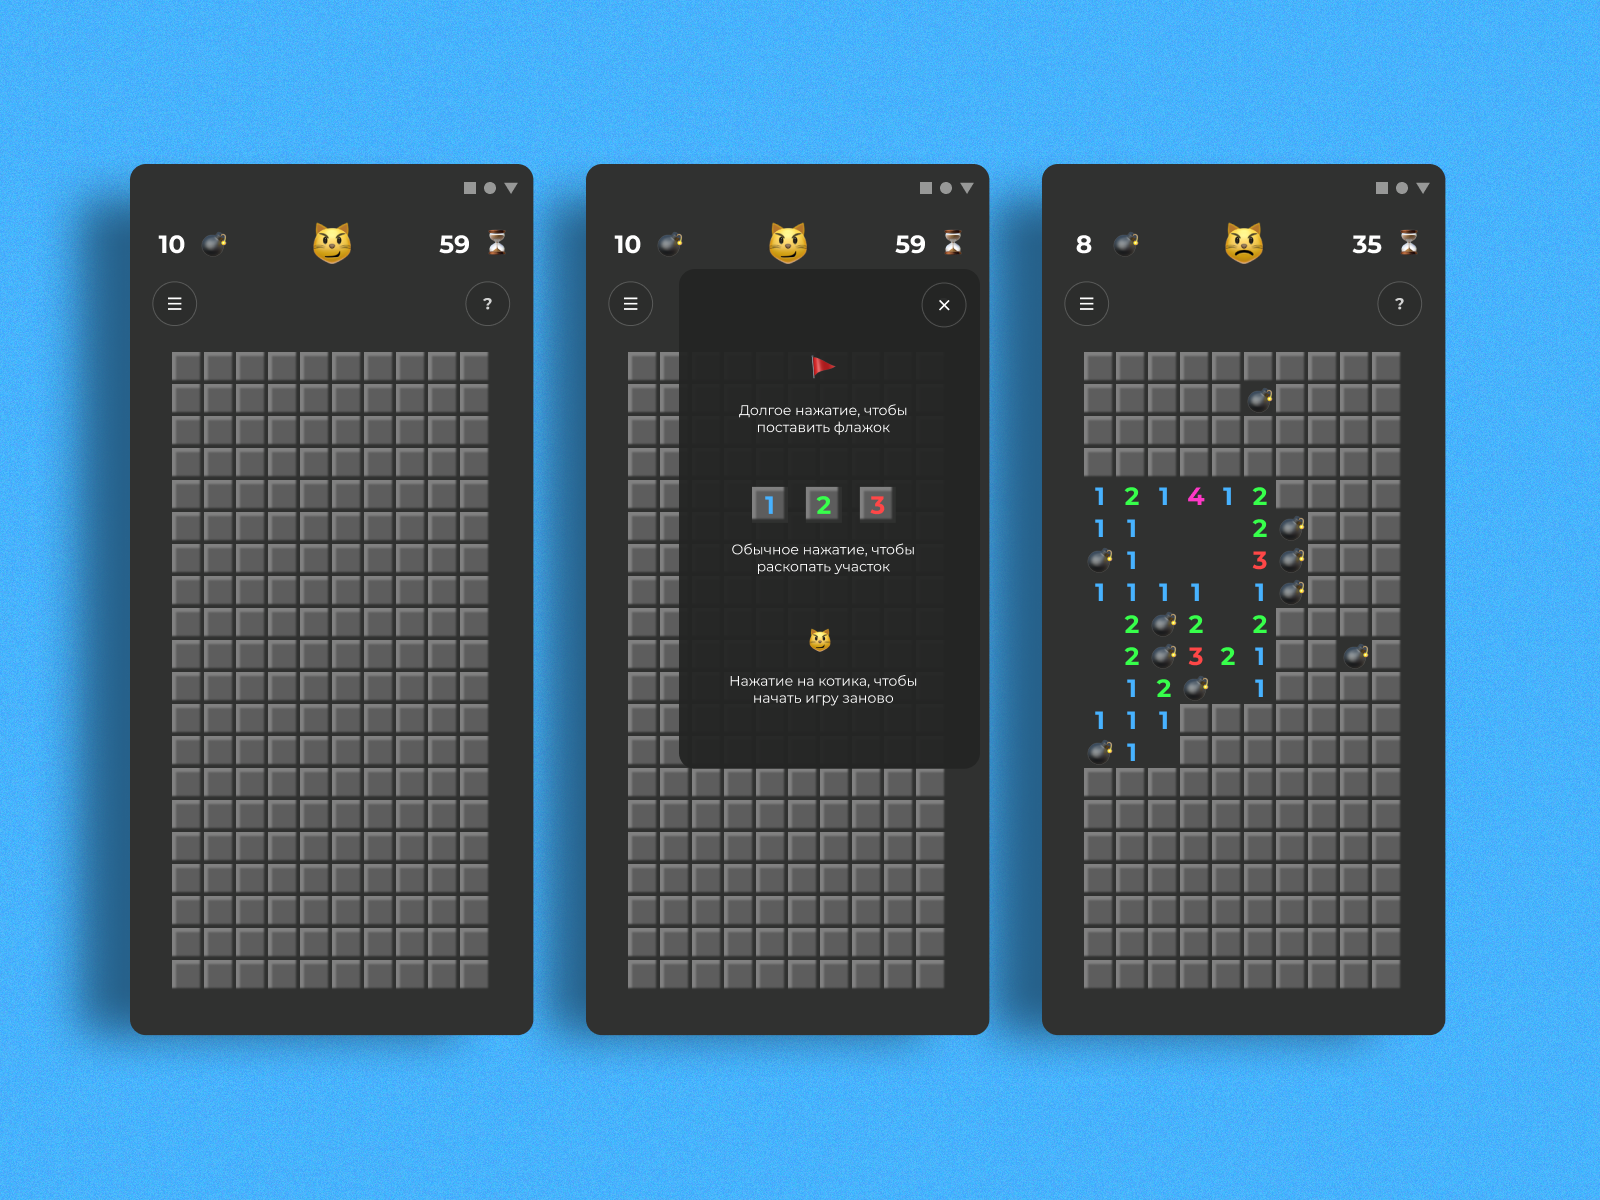 10 59
?
10 59
Долгое нажатие, чтобы
поставить флажок
1 2 3
Обычное нажатие, чтобы
раскопать участок
Нажатие на котика, чтобы
начать игру заново
8 35
?
1 2 1 4 1 2
1 1 2
1 3
1 1 1 1 1
2 2 2
2 3 2 1
1 2 1
1 1 1
1